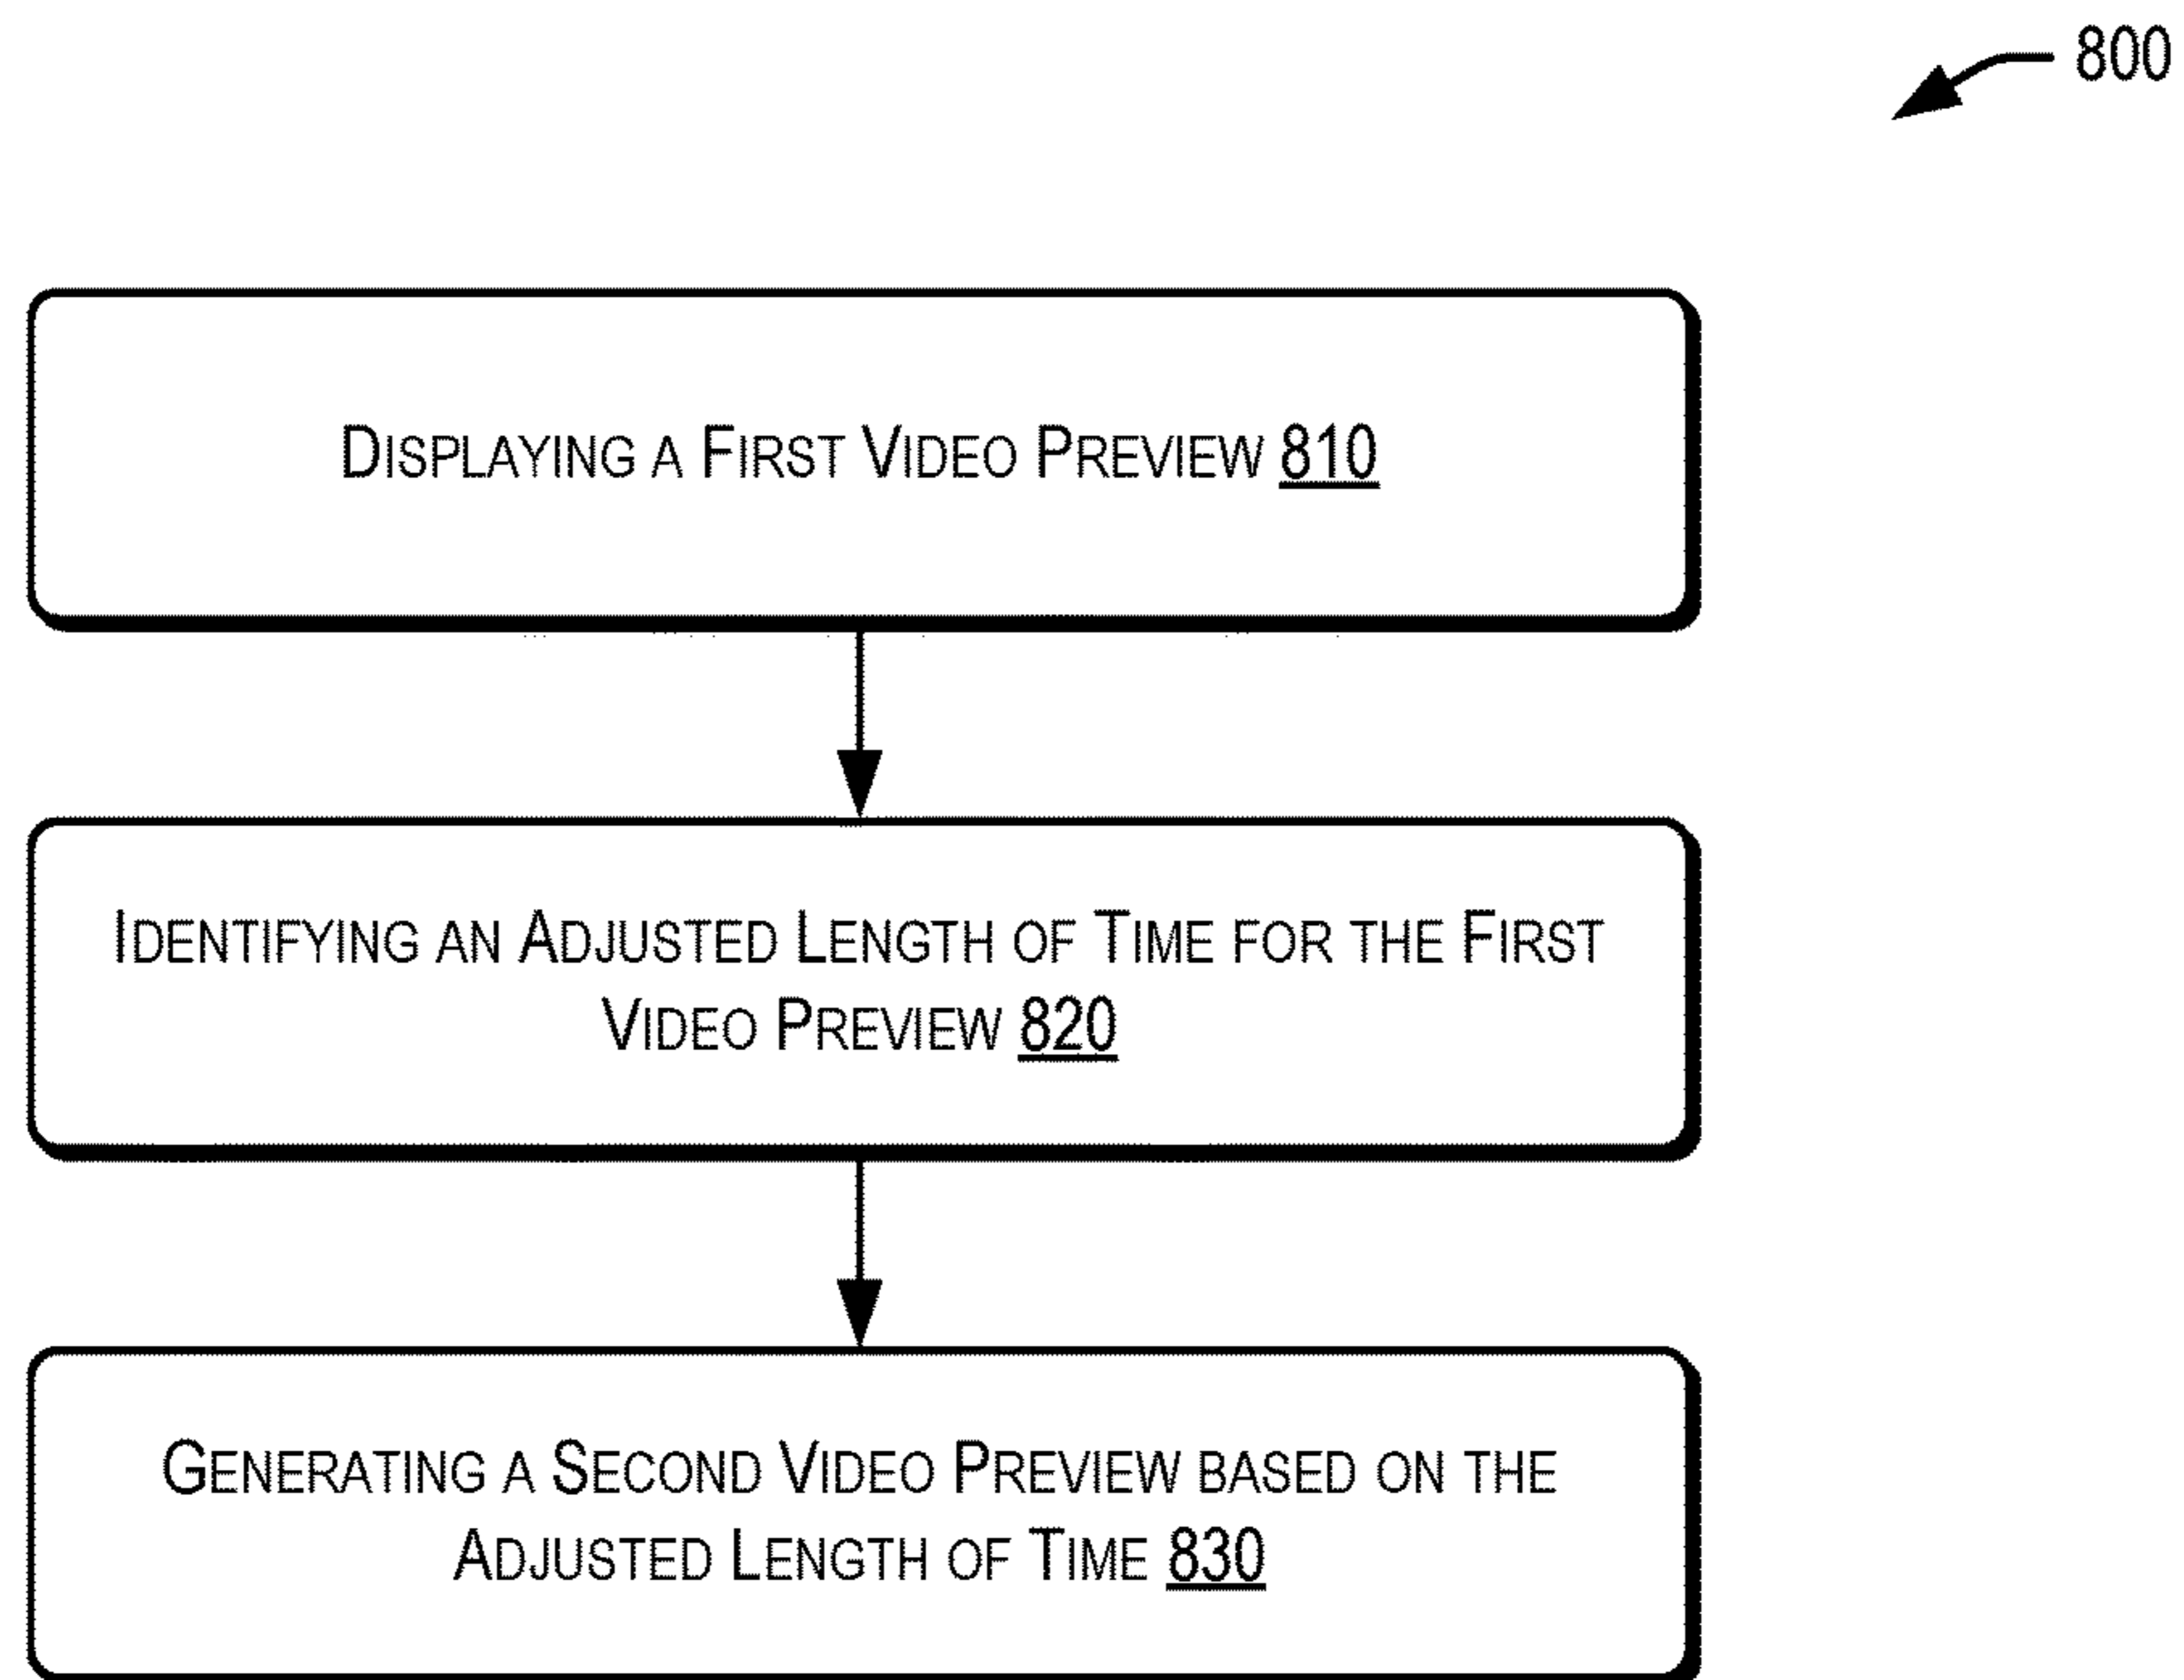 800
DISPLAYING A FIRST VIDEO PREVIEW 810
IDENTIFYING AN ADJUSTED LENGTH OF TIME FOR THE FIRST
VIDEO PREVIEW 820
GENERATING A SECOND VIDEO PREVIEW BASED ON THE
ADJUSTED LENGTH OF TIME 830